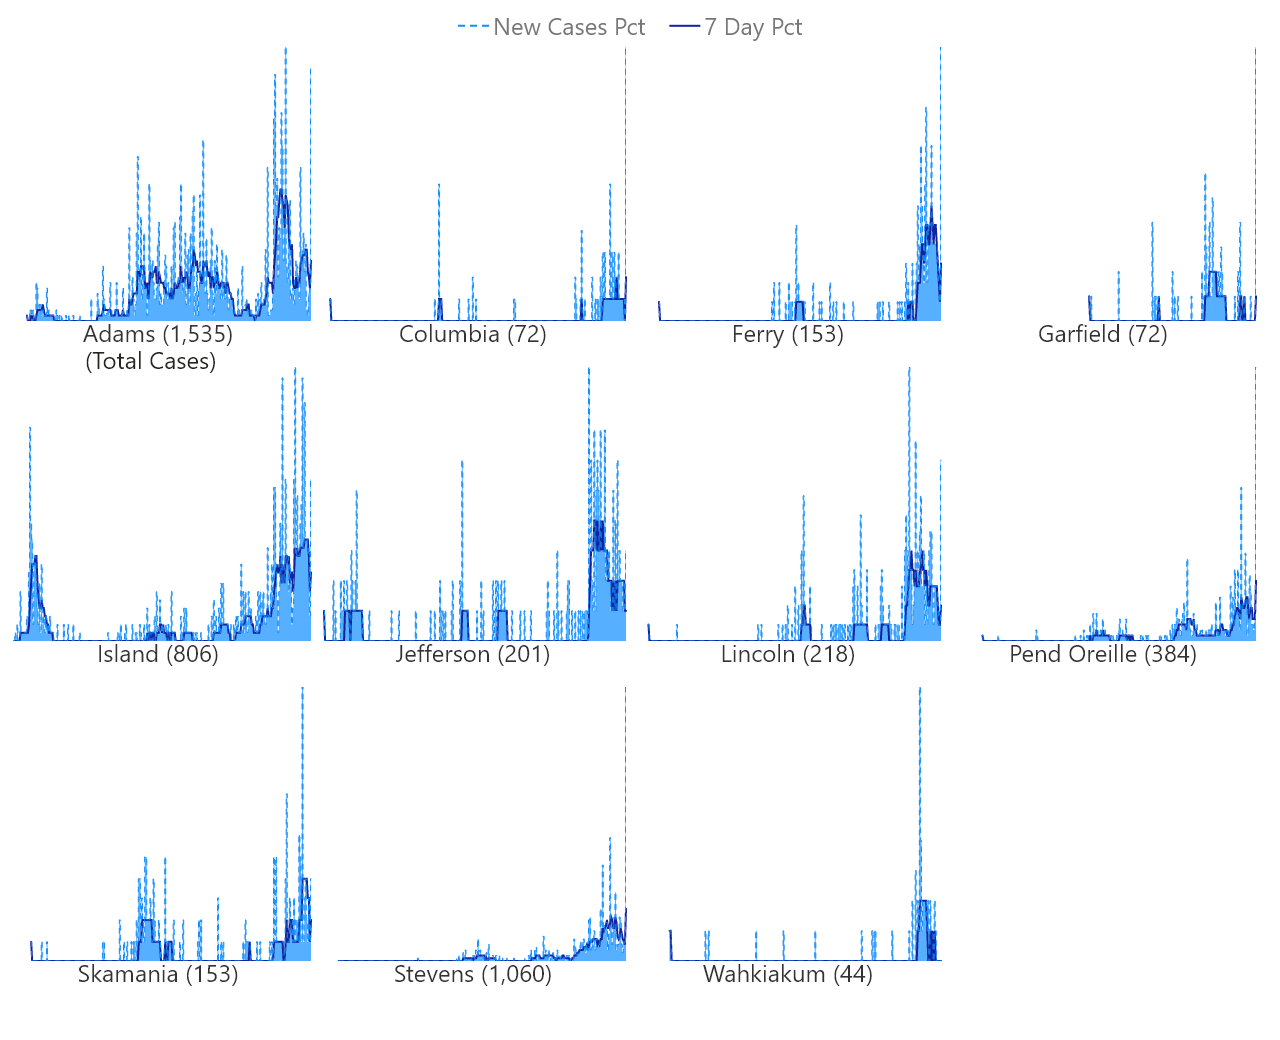 New Cases Pct 7 Day Pct
Adams (1,535) Columbia (72) Ferry (153) Garfield (72)
(Total Cases)
Island (806) Jefferson (201) Lincoln (218) Pend Oreille (384)
Skamania (153) Stevens (1,060) Wahkiakum (44)